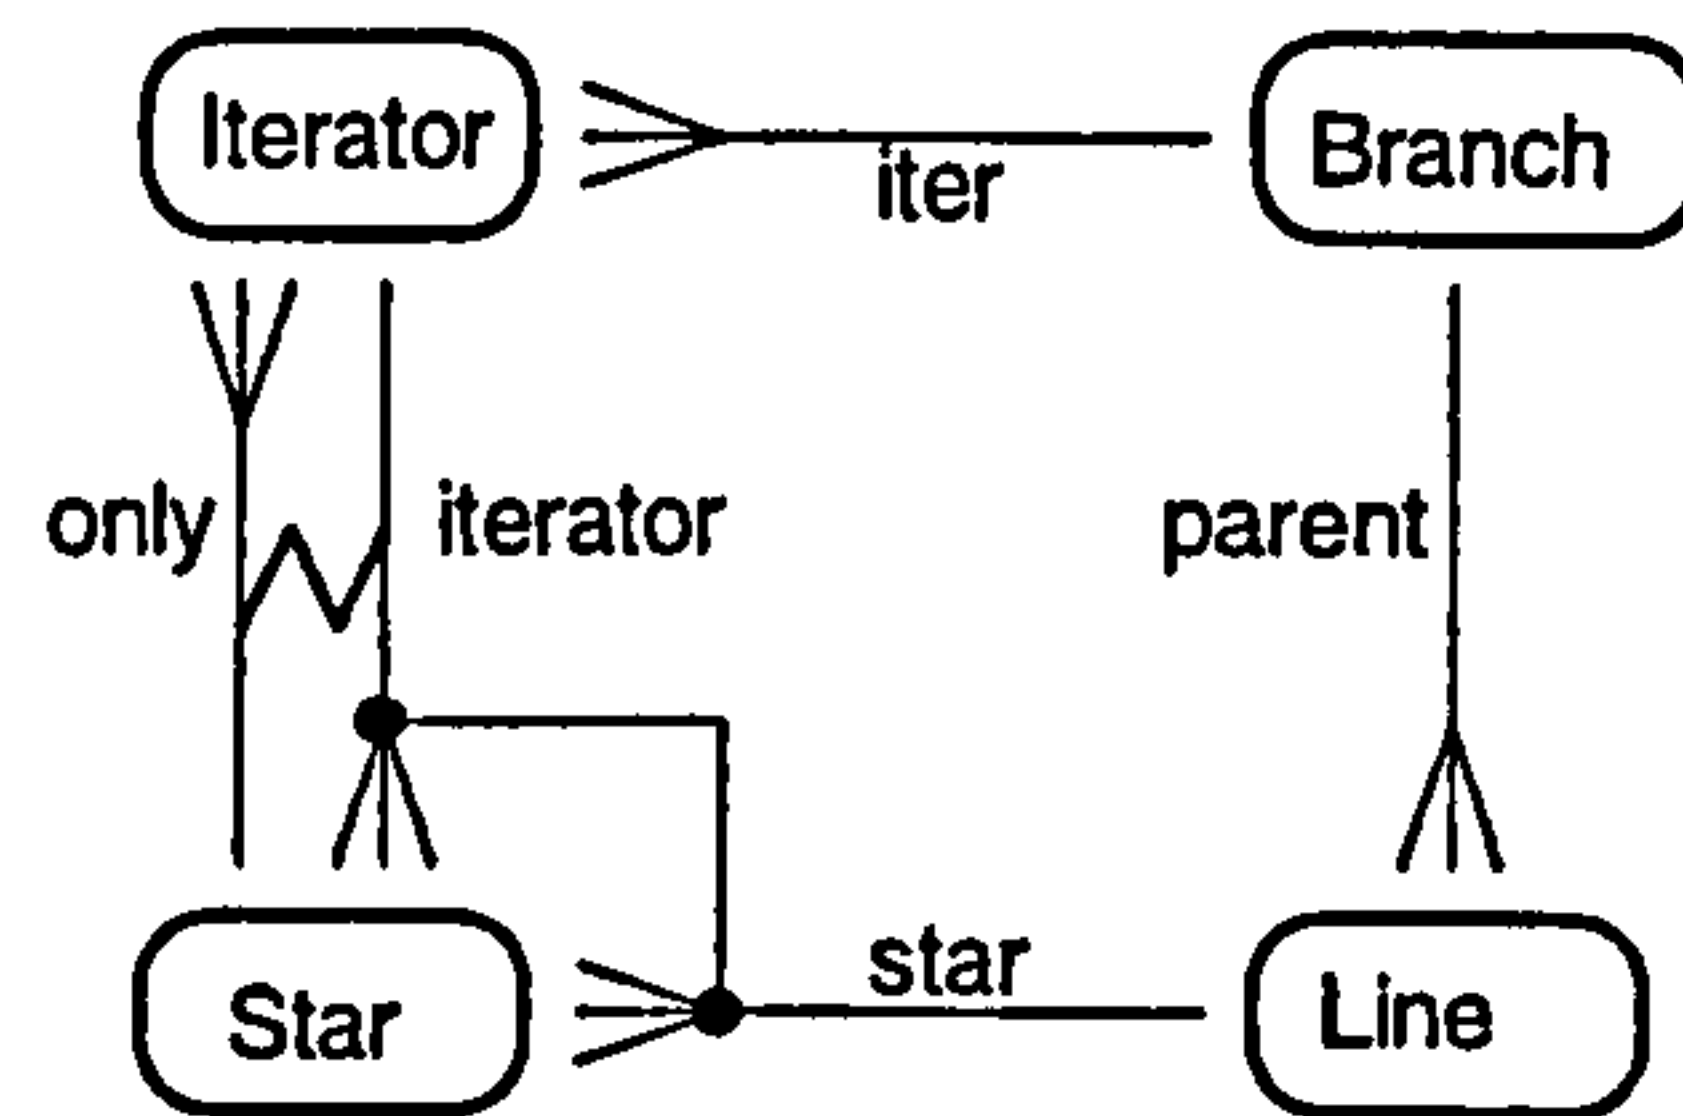 Iterator
Branch
iter
only
iterator
parent
star
Star
Line